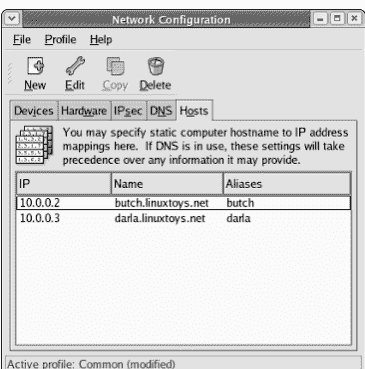 Network Configuration
File Profile Help
New Edit Copy Delete
Devices Hardware IPsec DNS Hosts
You may specify static computer hostname to IP address
mappings here. If DNS is in use, these settings will take
precedence over any information it may provide.
IP Name Aliases
10.0.0.2 butch.linuxtoys.net butch
10.0.0.3 darla.linuxtoys.net darla
Active profile: Common (modified)